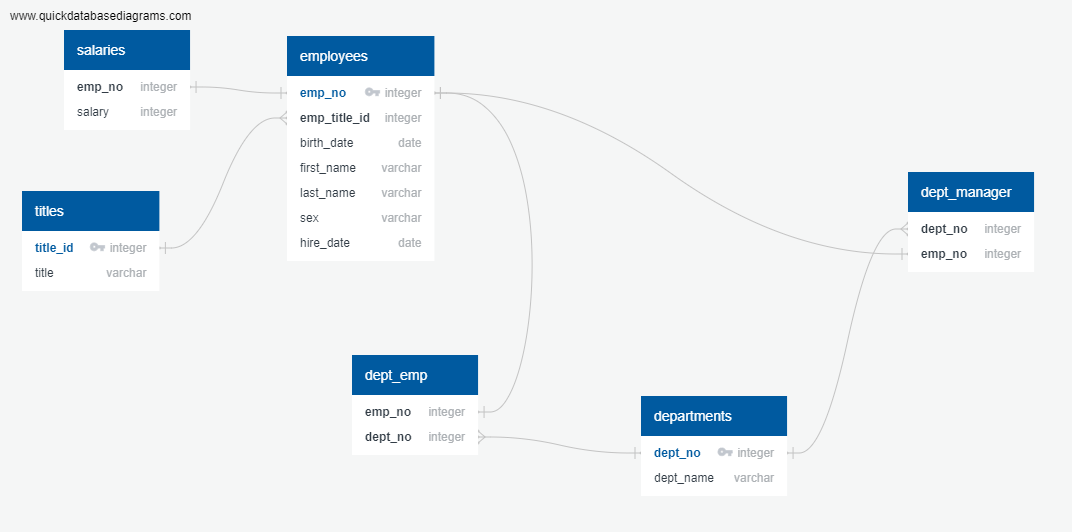 www.quickdatabasediagrams.com
salaries
emp_no integer
salary integer
employees
emp_no integer
emp_title_id integer
birth_date date
first_name varchar
last_name varchar
sex varchar
hire_date date
titles
title_id integer
title varchar
dept_manager
dept_no integer
emp_no integer
dept_emp
emp_no integer
dept_no integer
departments
dept_no integer
dept_name varchar